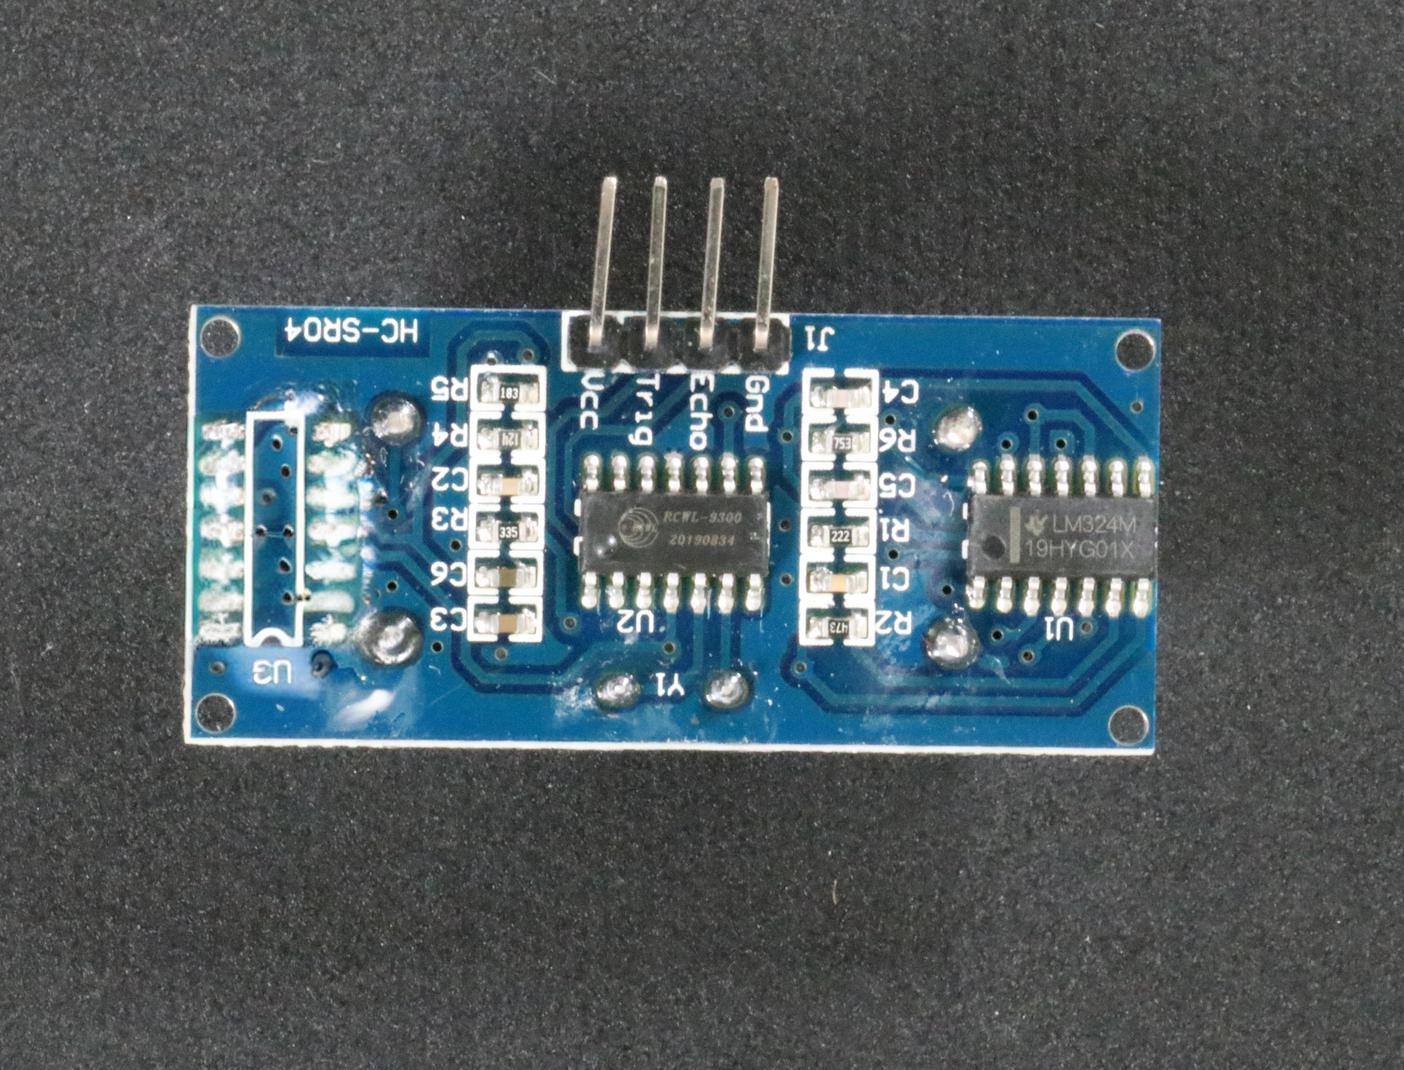 HC-SR04
J1
Vcc
Trig
Echo
Gnd
R5
183
C4
R4
124
R6
753
C2
C5
R3
335
R1
222
RCWL-9300
20190834
LM324M
19HYG01X
C6
C1
C3
R2
473
U2
U1
U3
Y1